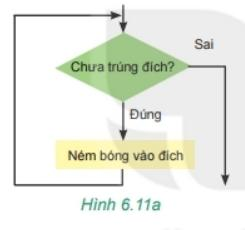 Chưa trúng đích?
Sai
Đúng
Ném bóng vào đích
Hình 6.11a